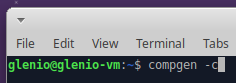 File Edit View Terminal Tabs
glenio@glenio-vm:~$ compgen -c